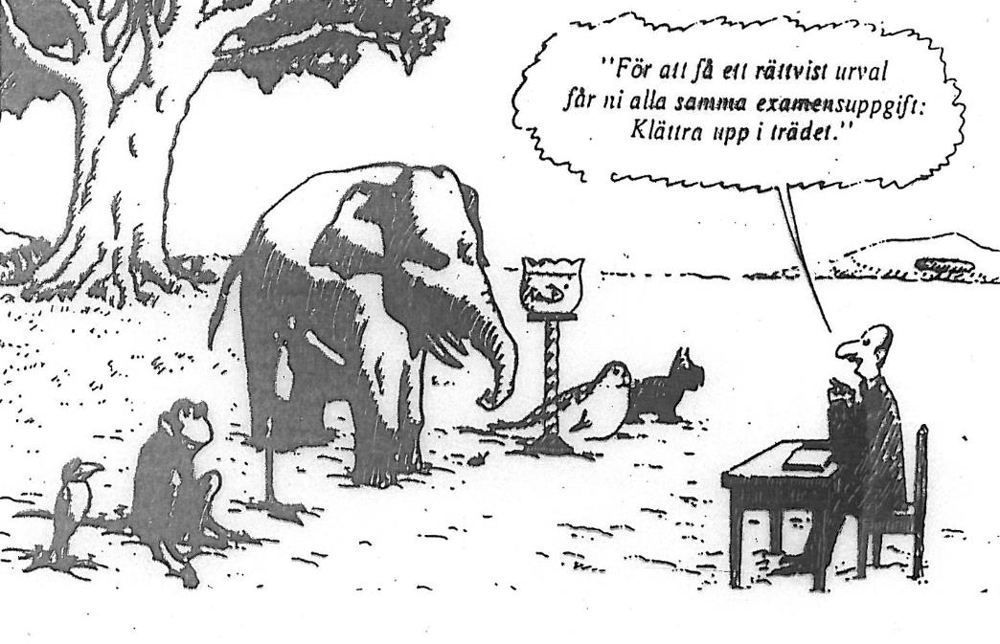 "För att få ett rättvist urval
får ni alla samma examensuppgift:
Klättra upp i trädet."